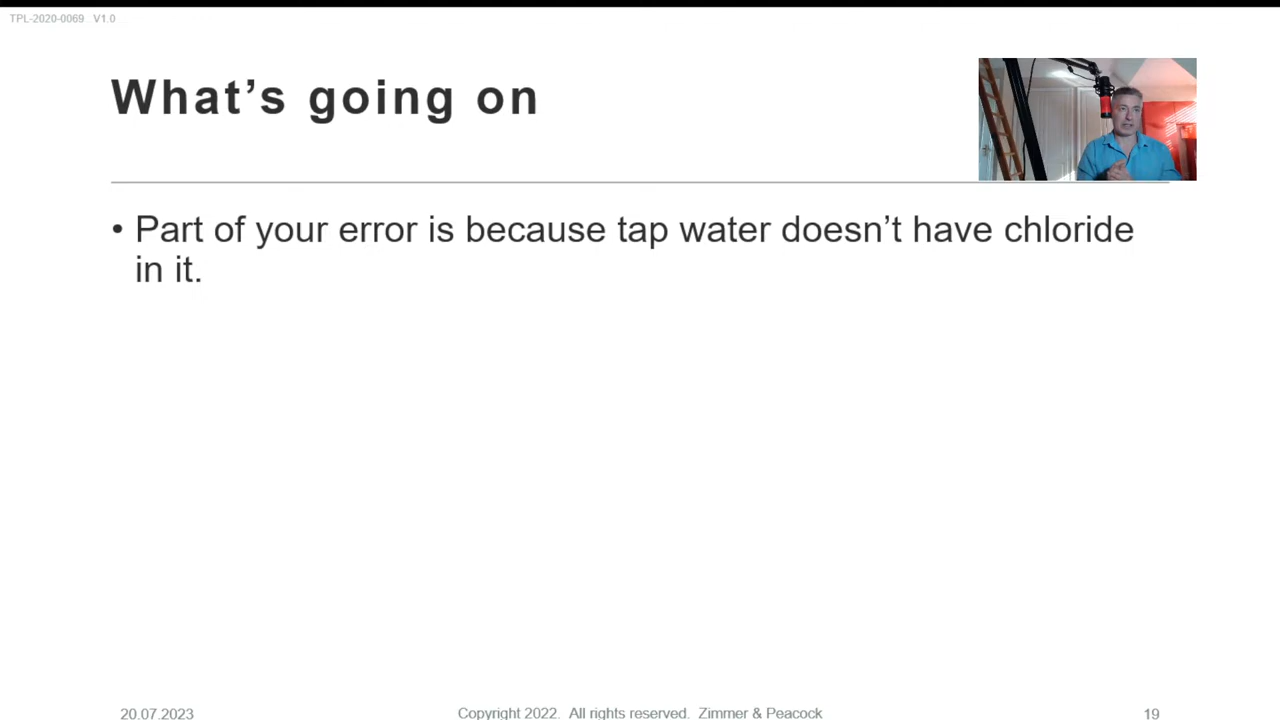 TPL-2020-0069 V1.0
What’s going on
• Part of your error is because tap water doesn’t have chloride
in it.
20.07.2023
Copyright 2022. All rights reserved. Zimmer & Peacock
19